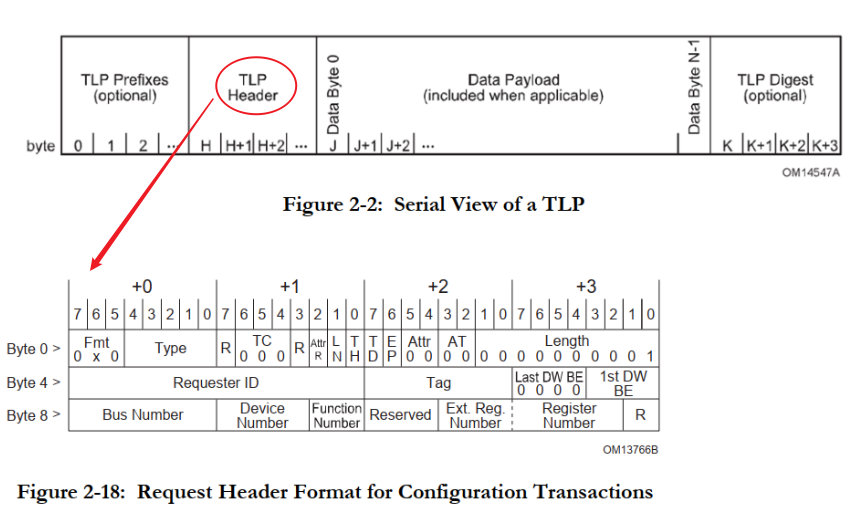 TLP Prefixes
(optional)
TLP
Header
Data Byte 0
Data Payload
(included when applicable)
Data Byte N-1
TLP Digest
(optional)
byte 0 1 2 ... H H+1 H+2 ... J J+1 J+2 ... K K+1 K+2 K+3
OM14547A
Figure 2-2: Serial View of a TLP
+0 +1 +2 +3
7 6 5 4 3 2 1 0 7 6 5 4 3 2 1 0 7 6 5 4 3 2 1 0 7 6 5 4 3 2 1 0
Byte 0 > Fmt 0 x 0 Type R TC 0 0 0 R Attr R LN TH TD EP Attr 0 0 AT 0 0 Length 0 0 0 0 0 0 0 0 0 1
Byte 4 > Requester ID Tag Last DW BE 0 0 0 0 1st DW BE
Byte 8 > Bus Number Device Number Function Number Reserved Ext. Reg. Number Register Number R
OM13766B
Figure 2-18: Request Header Format for Configuration Transactions